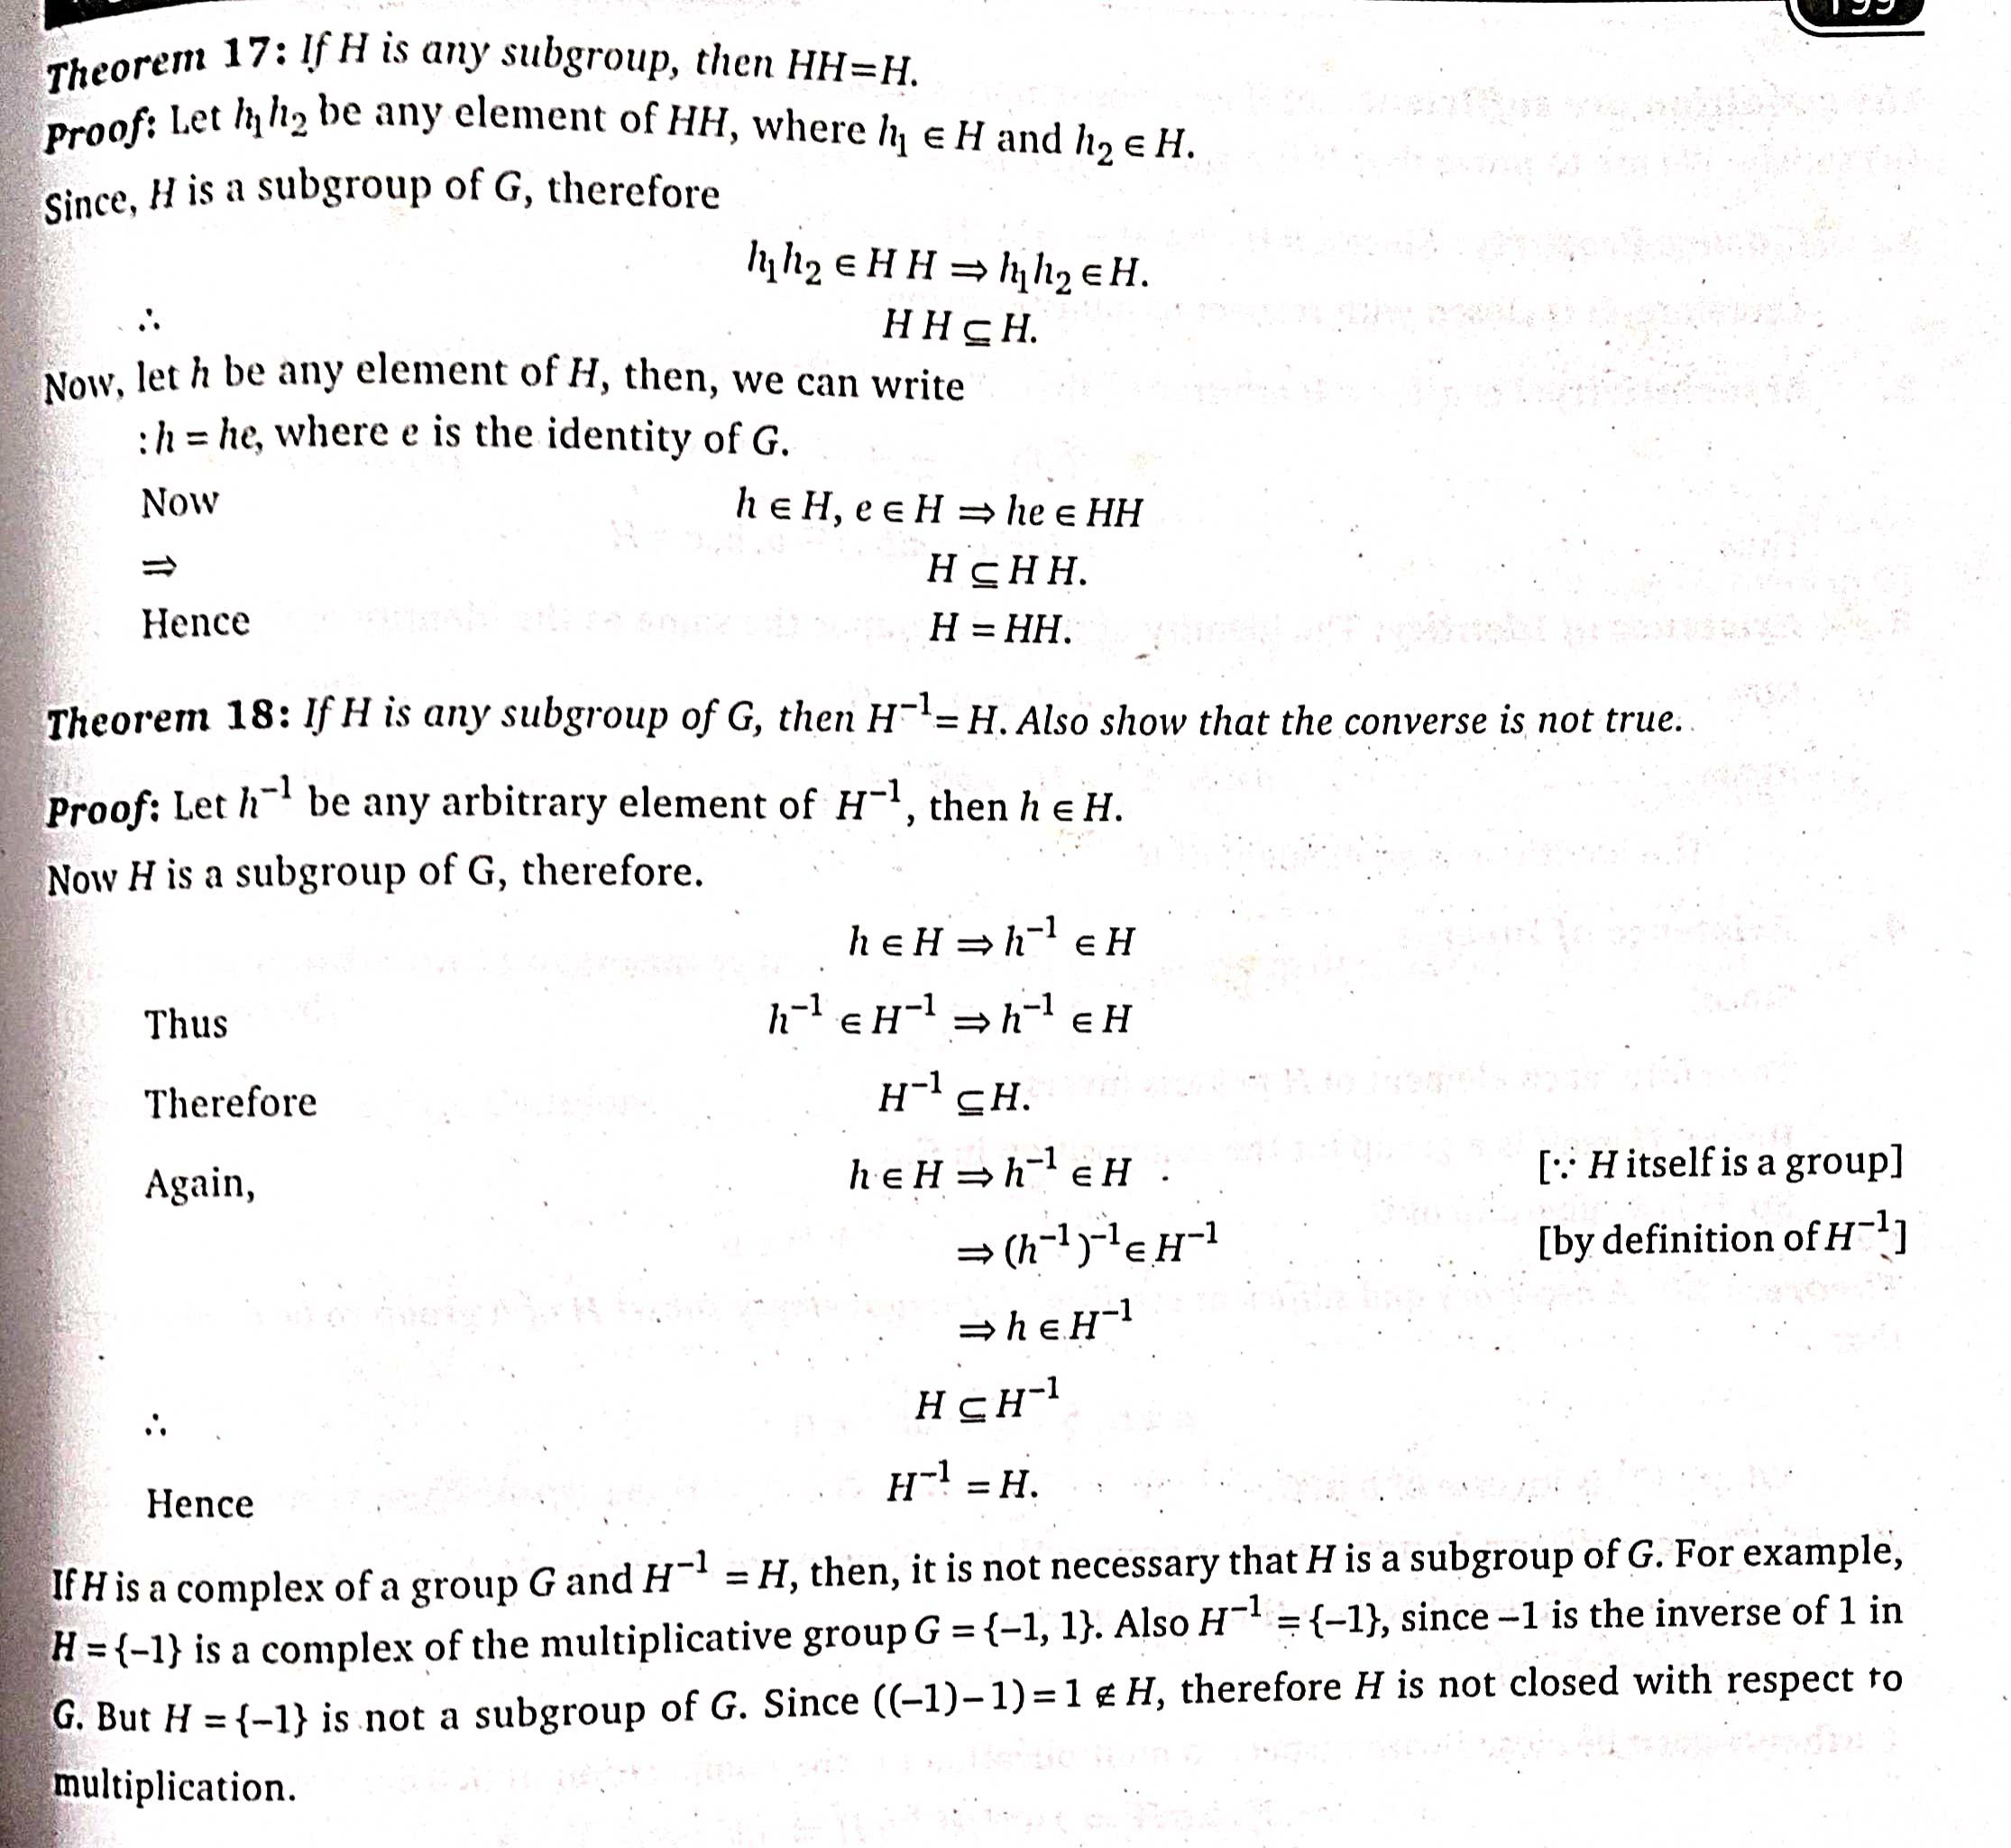 Theorem 17: If H is any subgroup, then HH=H.
Proof: Let h₁h₂ be any element of HH, where h₁ ∈ H and h₂ ∈ H.
Since, H is a subgroup of G, therefore
h₁h₂ ∈ H H ⇒ h₁h₂ ∈ H.
∴ H H ⊆ H.
Now, let h be any element of H, then, we can write
:h = he, where e is the identity of G.
Now h ∈ H, e ∈ H ⇒ he ∈ HH
⇒ H ⊆ H H.
Hence H = HH.
Theorem 18: If H is any subgroup of G, then H⁻¹= H. Also show that the converse is not true.
Proof: Let h⁻¹ be any arbitrary element of H⁻¹, then h ∈ H.
Now H is a subgroup of G, therefore.
h ∈ H ⇒ h⁻¹ ∈ H
Thus h⁻¹ ∈ H⁻¹ ⇒ h⁻¹ ∈ H
Therefore H⁻¹ ⊆ H.
Again, h ∈ H ⇒ h⁻¹ ∈ H [∵ H itself is a group]
⇒ (h⁻¹)⁻¹ ∈ H⁻¹ [by definition of H⁻¹]
⇒ h ∈ H⁻¹
∴ H ⊆ H⁻¹
Hence H⁻¹ = H.
If H is a complex of a group G and H⁻¹ = H, then, it is not necessary that H is a subgroup of G. For example,
H = {–1} is a complex of the multiplicative group G = {–1, 1}. Also H⁻¹ = {–1}, since –1 is the inverse of 1 in
G. But H = {–1} is not a subgroup of G. Since ((–1)–1)=1 ∉ H, therefore H is not closed with respect to
multiplication.